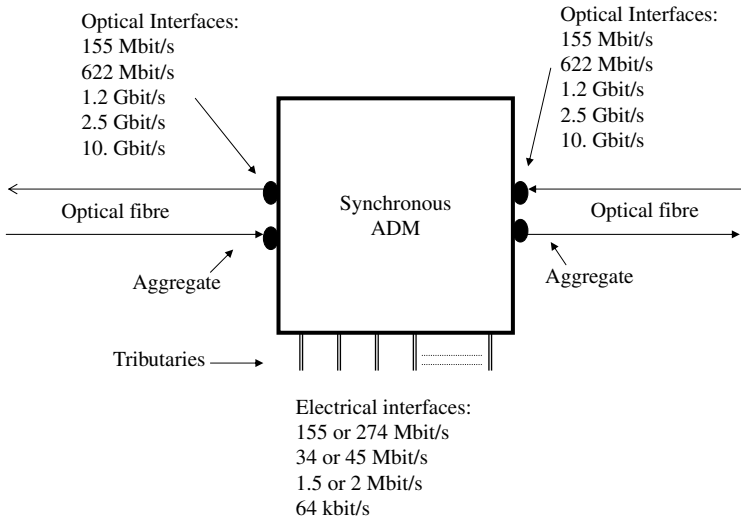 Optical Interfaces:
155 Mbit/s
622 Mbit/s
1.2 Gbit/s
2.5 Gbit/s
10. Gbit/s
Optical Interfaces:
155 Mbit/s
622 Mbit/s
1.2 Gbit/s
2.5 Gbit/s
10. Gbit/s
Optical fibre
Synchronous
ADM
Optical fibre
Aggregate
Aggregate
Tributaries
Electrical interfaces:
155 or 274 Mbit/s
34 or 45 Mbit/s
1.5 or 2 Mbit/s
64 kbit/s